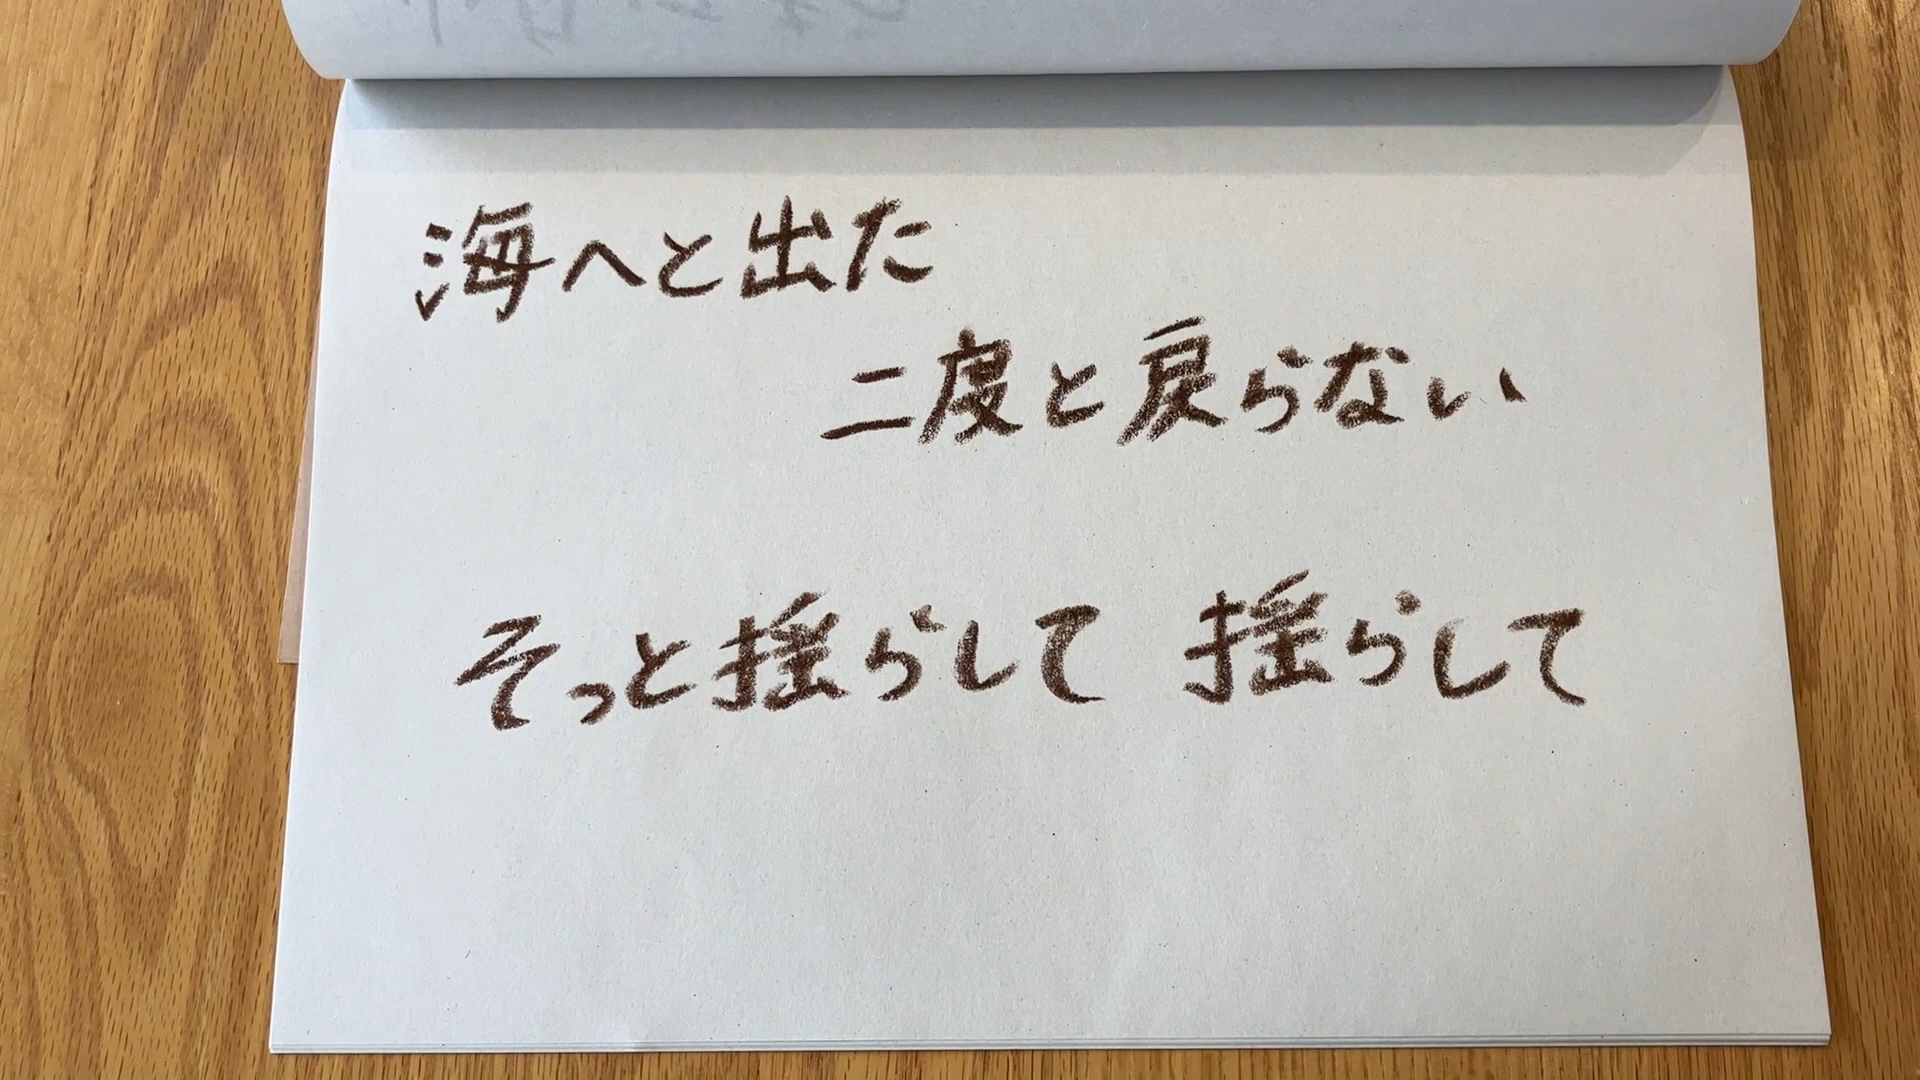 海へと出た
二度と戻らない
そっと揺らして 揺らして